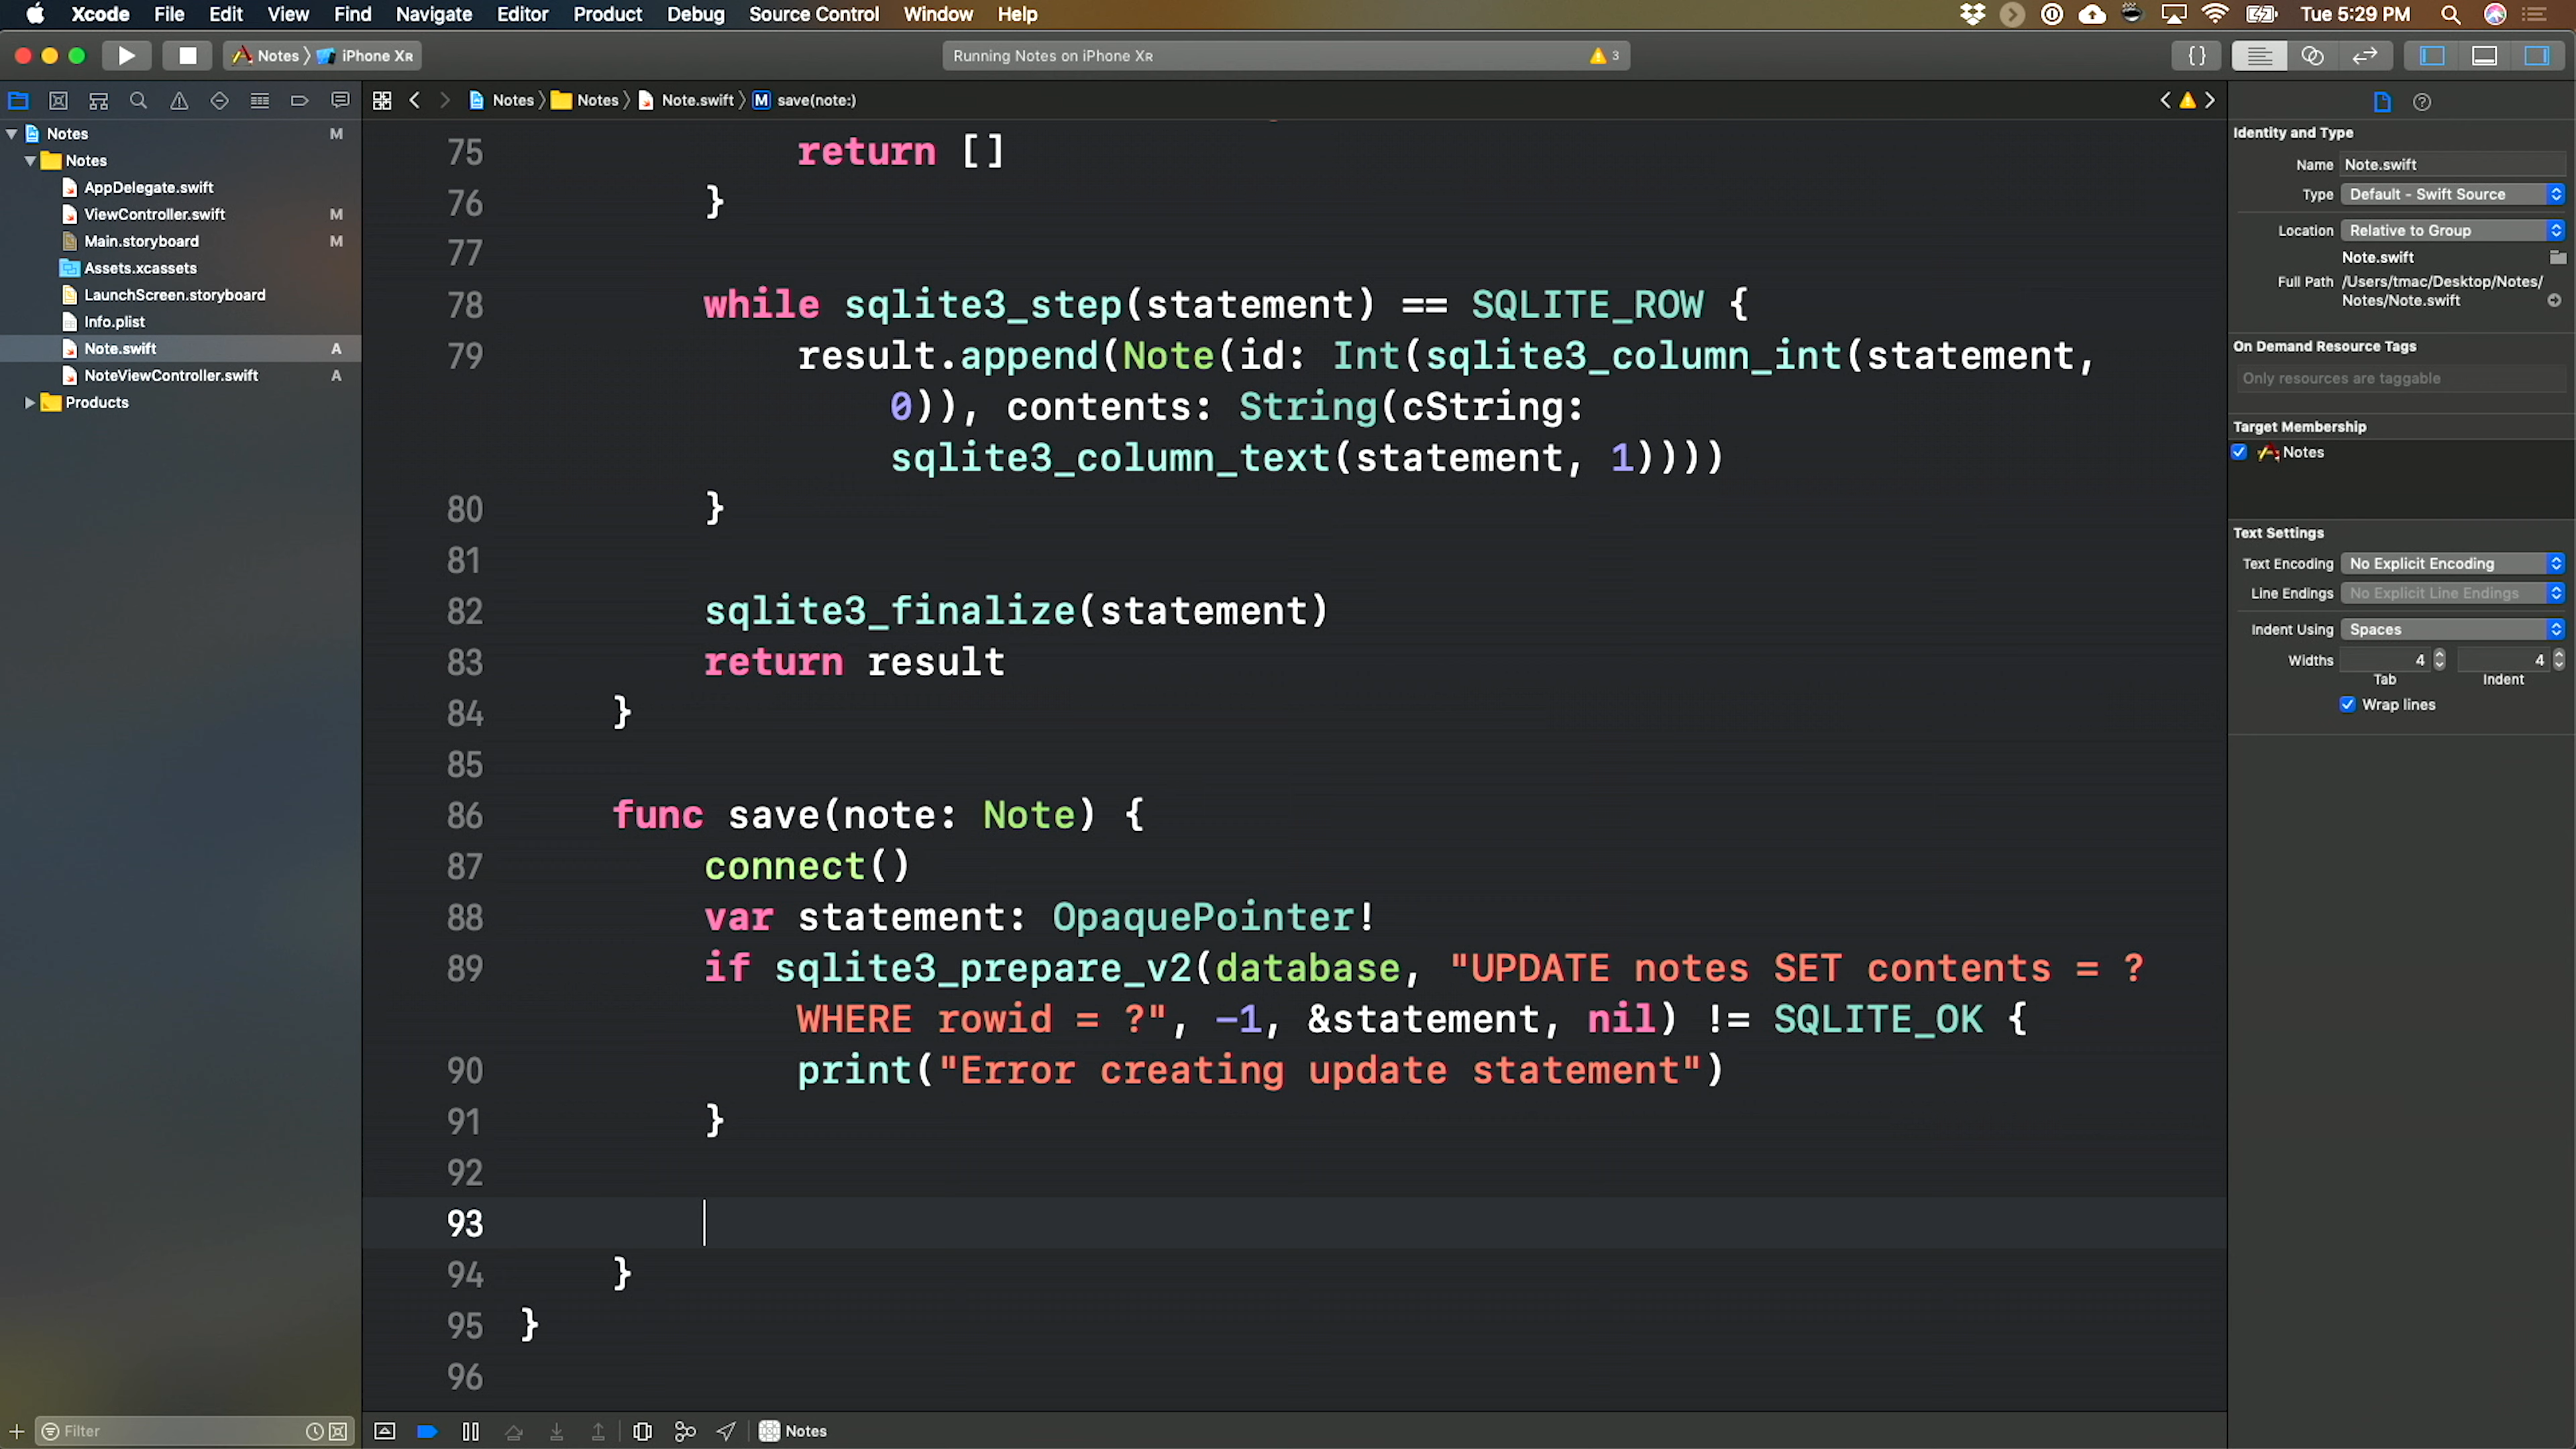 Xcode File Edit View Find Navigate Editor Product Debug Source Control Window Help
Tue 5:29 PM
Notes iPhone XR
Running Notes on iPhone XR
3
{}
Notes Notes Note.swift M save(note:)
Notes M
Notes
AppDelegate.swift
ViewController.swift M
Main.storyboard M
Assets.xcassets
LaunchScreen.storyboard
Info.plist
Note.swift A
NoteViewController.swift A
Products
Filter
75 return []
76 }
77
78 while sqlite3_step(statement) == SQLITE_ROW {
79 result.append(Note(id: Int(sqlite3_column_int(statement,
0)), contents: String(cString:
sqlite3_column_text(statement, 1))))
80 }
81
82 sqlite3_finalize(statement)
83 return result
84 }
85
86 func save(note: Note) {
87 connect()
88 var statement: OpaquePointer!
89 if sqlite3_prepare_v2(database, "UPDATE notes SET contents = ?
WHERE rowid = ?", -1, &statement, nil) != SQLITE_OK {
90 print("Error creating update statement")
91 }
92
93
94 }
95 }
96
Notes
Identity and Type
Name Note.swift
Type Default - Swift Source
Location Relative to Group
Note.swift
Full Path /Users/tmac/Desktop/Notes/
Notes/Note.swift
On Demand Resource Tags
Only resources are taggable
Target Membership
Notes
Text Settings
Text Encoding No Explicit Encoding
Line Endings No Explicit Line Endings
Indent Using Spaces
Widths 4 4
Tab Indent
Wrap lines